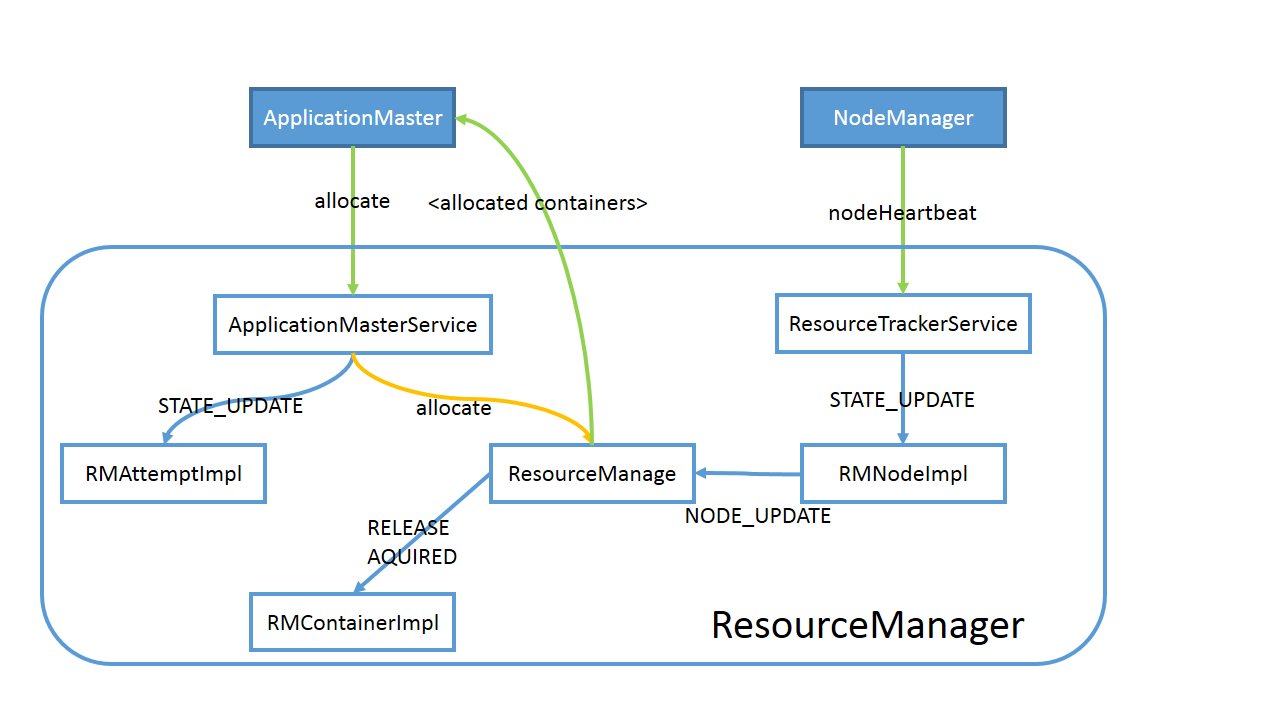 ApplicationMaster
NodeManager
allocate
<allocated containers>
nodeHeartbeat
ApplicationMasterService
ResourceTrackerService
STATE_UPDATE
allocate
STATE_UPDATE
RMAttemptImpl
ResourceManage
RMNodeImpl
NODE_UPDATE
RELEASE
AQUIRED
RMContainerImpl
ResourceManager